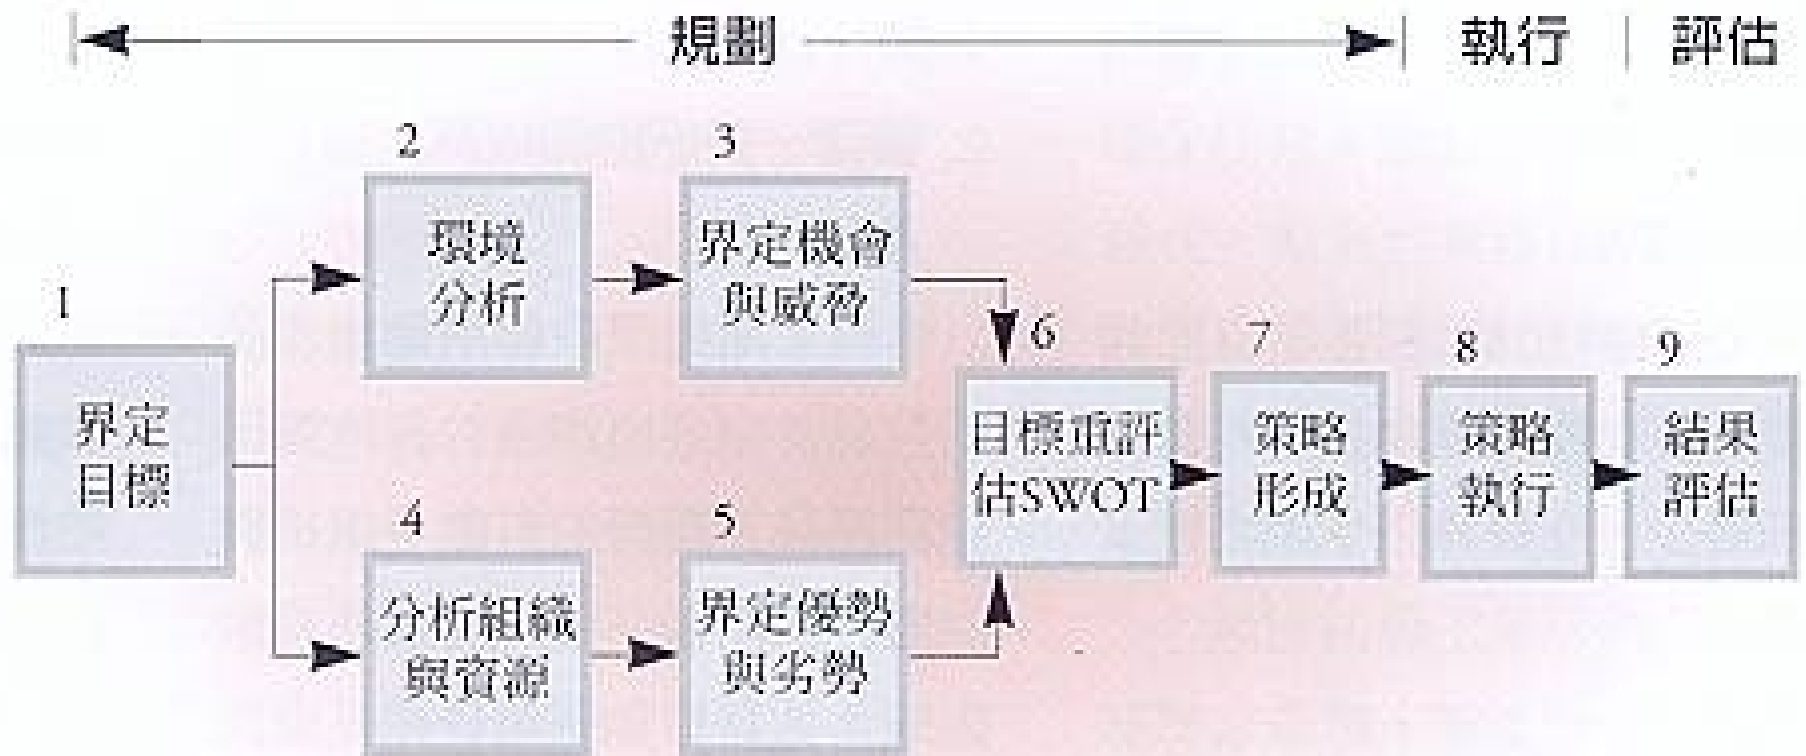 規劃
執行
評估
1
界定
目標
2
環境
分析
3
界定機會
與威脅
4
分析組織
與資源
5
界定優勢
與劣勢
6
目標重評
估SWOT
7
策略
形成
8
策略
執行
9
結果
評估